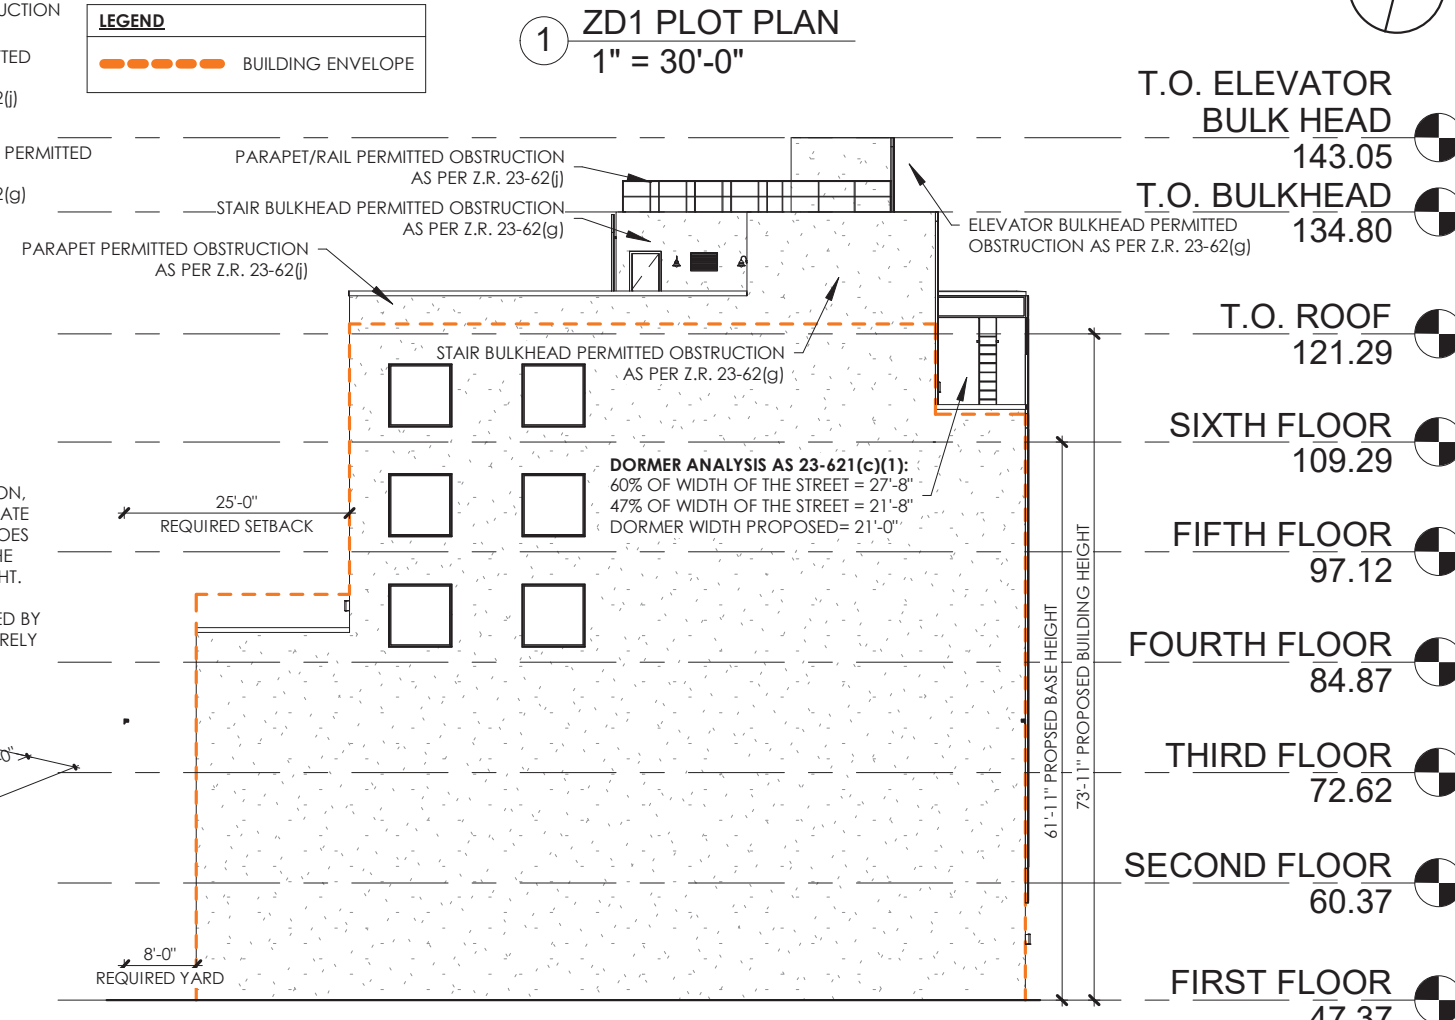 UCTION
TTED
2(j)
PERMITTED
2(g)
LEGEND
BUILDING ENVELOPE
1
ZD1 PLOT PLAN
1" = 30'-0"
T.O. ELEVATOR
BULK HEAD
143.05
T.O. BULKHEAD
134.80
T.O. ROOF
121.29
SIXTH FLOOR
109.29
FIFTH FLOOR
97.12
FOURTH FLOOR
84.87
THIRD FLOOR
72.62
SECOND FLOOR
60.37
FIRST FLOOR
47.37
PARAPET/RAIL PERMITTED OBSTRUCTION
AS PER Z.R. 23-62(j)
STAIR BULKHEAD PERMITTED OBSTRUCTION
AS PER Z.R. 23-62(g)
PARAPET PERMITTED OBSTRUCTION
AS PER Z.R. 23-62(j)
ELEVATOR BULKHEAD PERMITTED
OBSTRUCTION AS PER Z.R. 23-62(g)
STAIR BULKHEAD PERMITTED OBSTRUCTION
AS PER Z.R. 23-62(g)
DORMER ANALYSIS AS 23-621(c)(1):
60% OF WIDTH OF THE STREET = 27'-8"
47% OF WIDTH OF THE STREET = 21'-8"
DORMER WIDTH PROPOSED= 21'-0"
25'-0"
REQUIRED SETBACK
ON,
ATE
OES
HE
HT.
ED BY
RELY
0"
8'-0"
REQUIRED YARD
61'-11" PROPSED BASE HEIGHT
73'-11" PROPOSED BUILDING HEIGHT